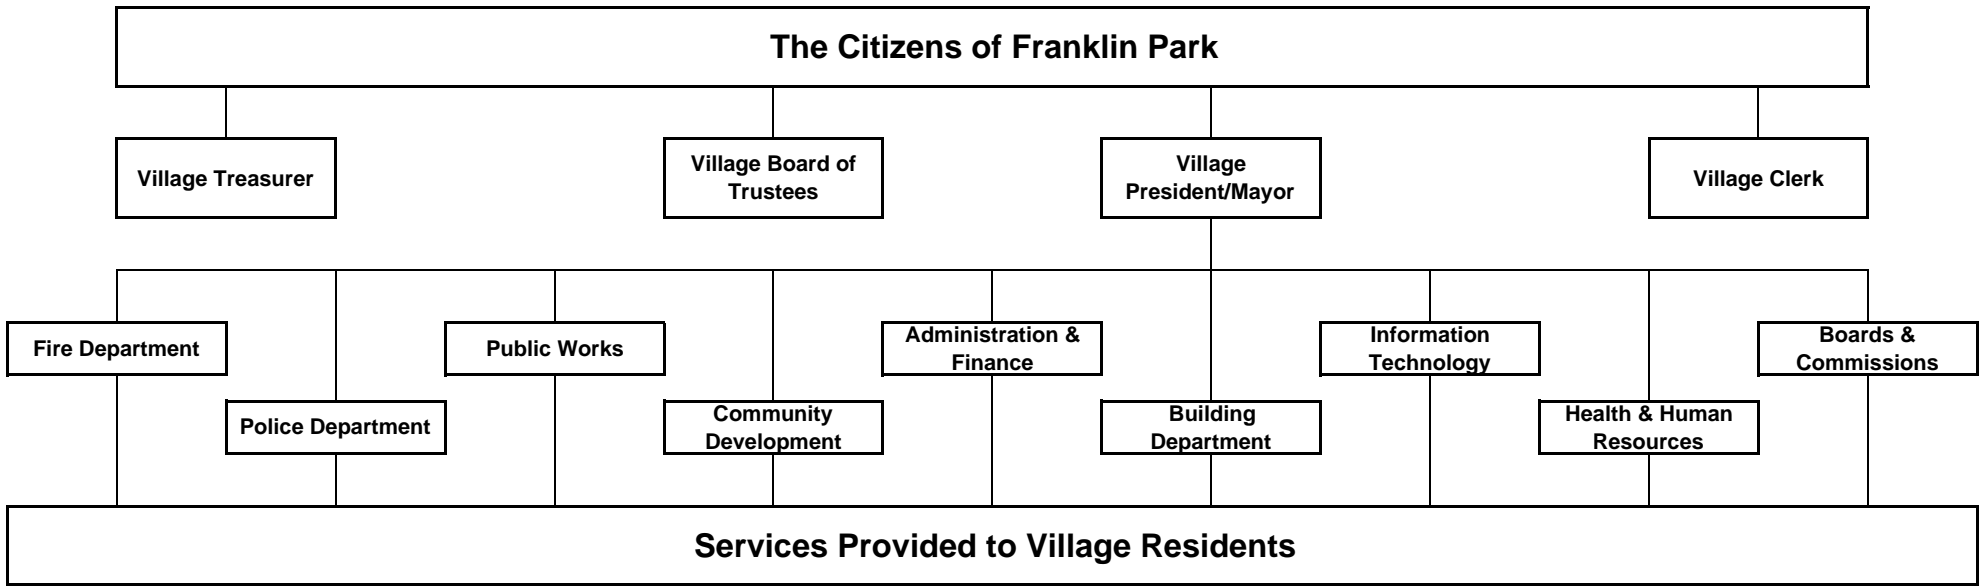 The Citizens of Franklin Park
Village Treasurer
Village Board of
Trustees
Village
President/Mayor
Village Clerk
Fire Department
Public Works
Administration &
Finance
Information
Technology
Boards &
Commissions
Police Department
Community
Development
Building
Department
Health & Human
Resources
Services Provided to Village Residents